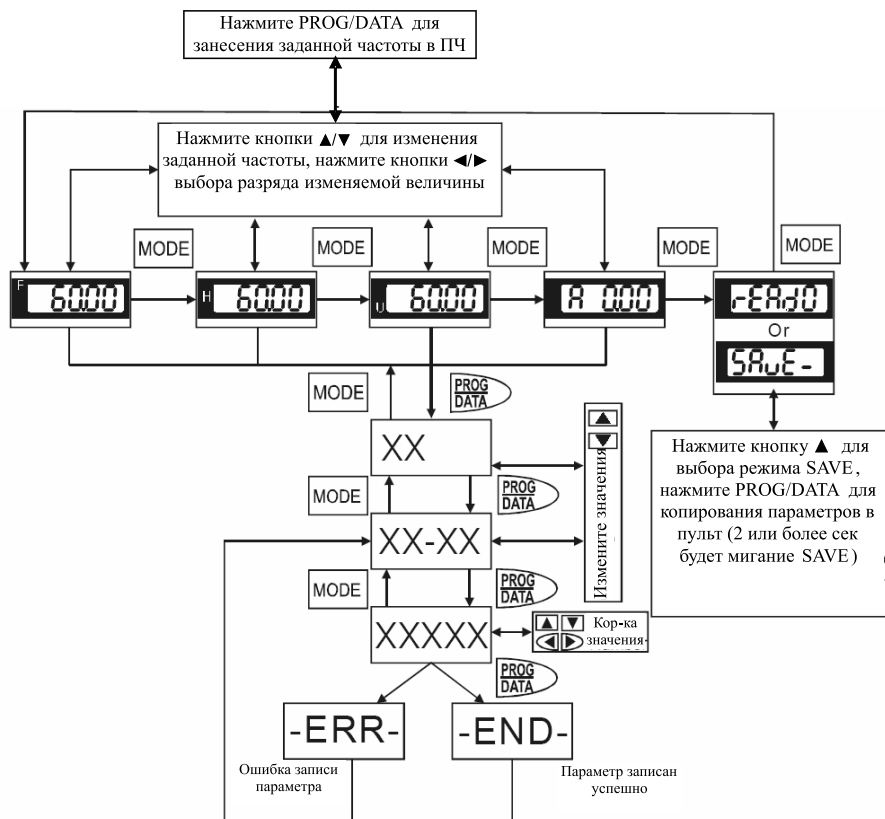 Нажмите PROG/DATA для
занесения заданной частоты в ПЧ
Нажмите кнопки ▲/▼ для изменения
заданной частоты, нажмите кнопки ◀/▶
выбора разряда изменяемой величины
MODE
MODE
MODE
MODE
MODE
F 60.00
H 60.00
U 60.00
A 0.00
rEAd0
Or
SAvE-
MODE
PROG
DATA
XX
Нажмите кнопку ▲ для
выбора режима SAVE,
нажмите PROG/DATA для
копирования параметров в
пульт (2 или более сек
будет мигание SAVE)
▲
▼
Измените значения
MODE
PROG
DATA
XX-XX
MODE
PROG
DATA
XXXXX
▲ ▼ Кор-ка
◀ ▶ значения-
PROG
DATA
-ERR-
-END-
Ошибка записи
параметра
Параметр записан
успешно